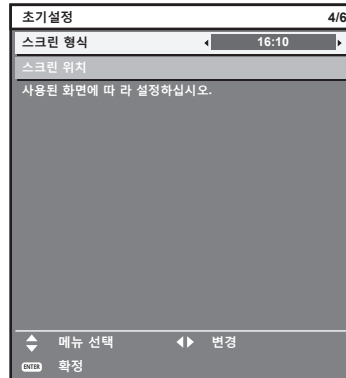 초기설정 4/6
스크린 형식 16:10
스크린 위치
사용된 화면에 따 라 설정하십시오.
메뉴 선택 변경
ENTER 확정